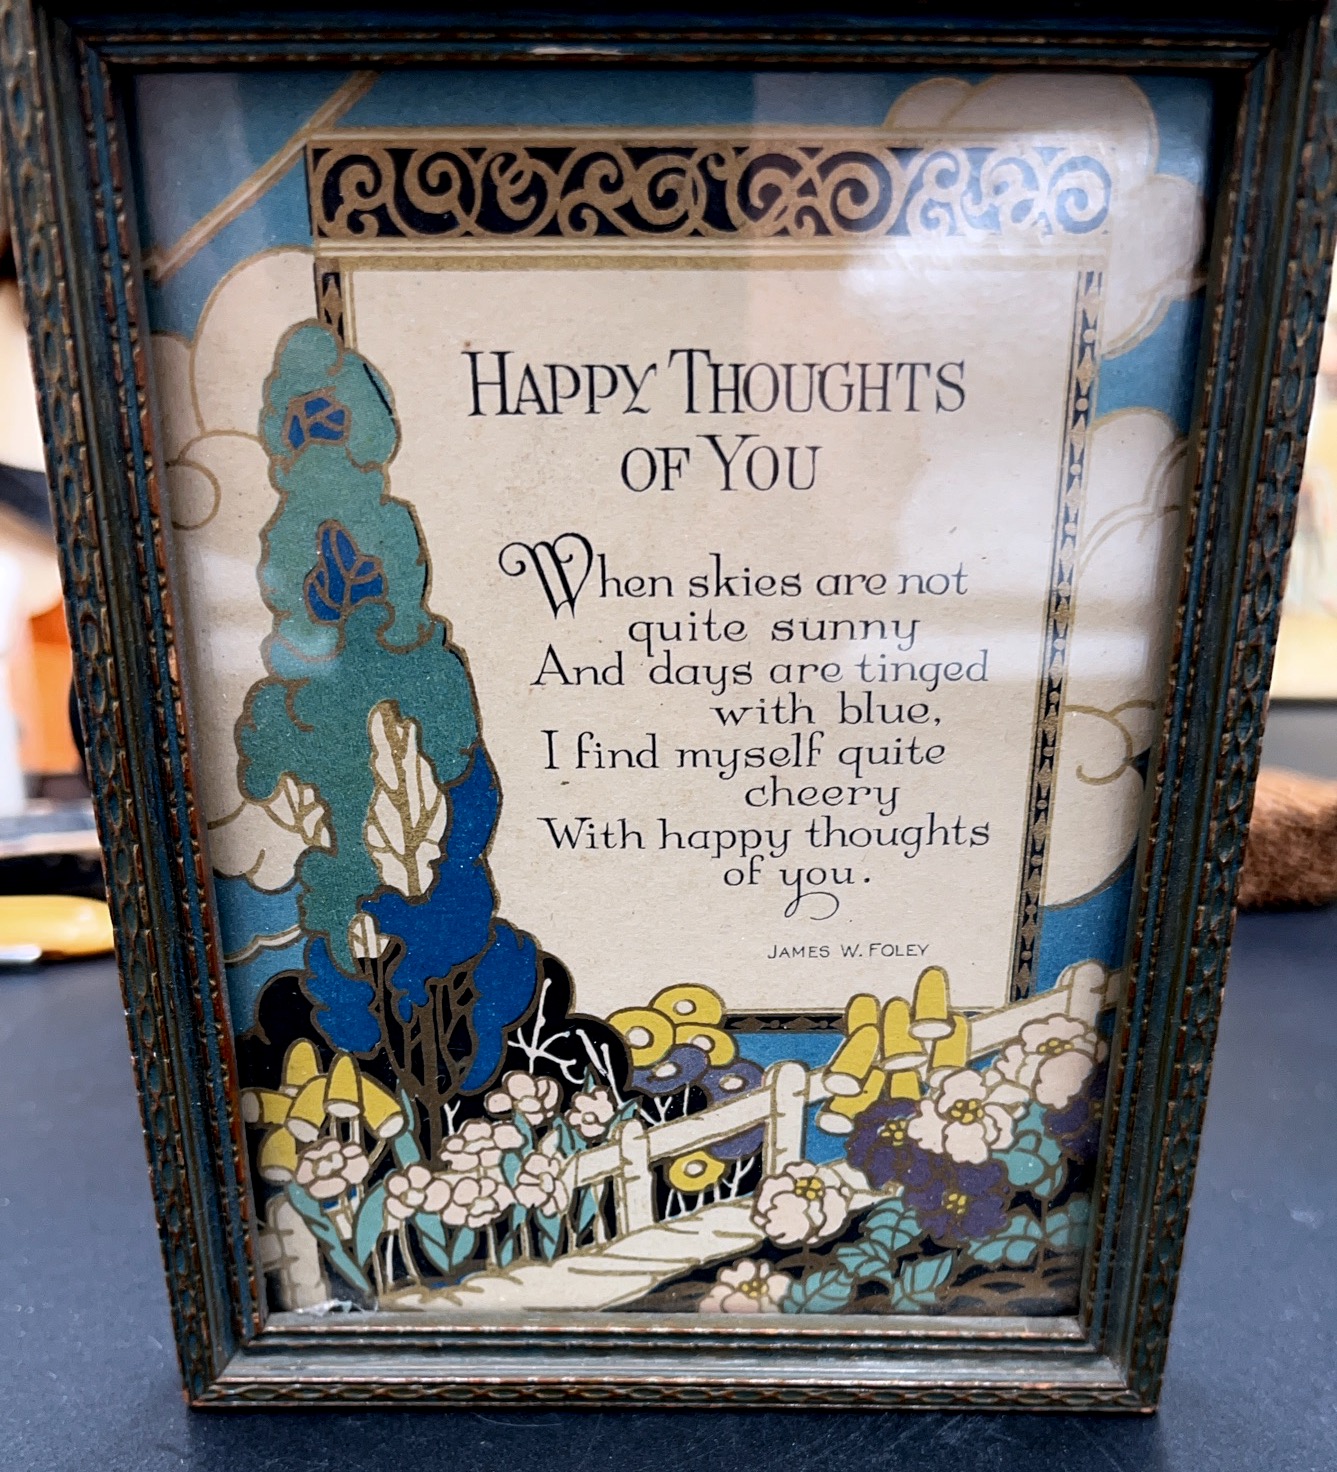 Happy Thoughts
of You
When skies are not
quite sunny
And days are tinged
with blue,
I find myself quite
cheery
With happy thoughts
of you.
James W. Foley